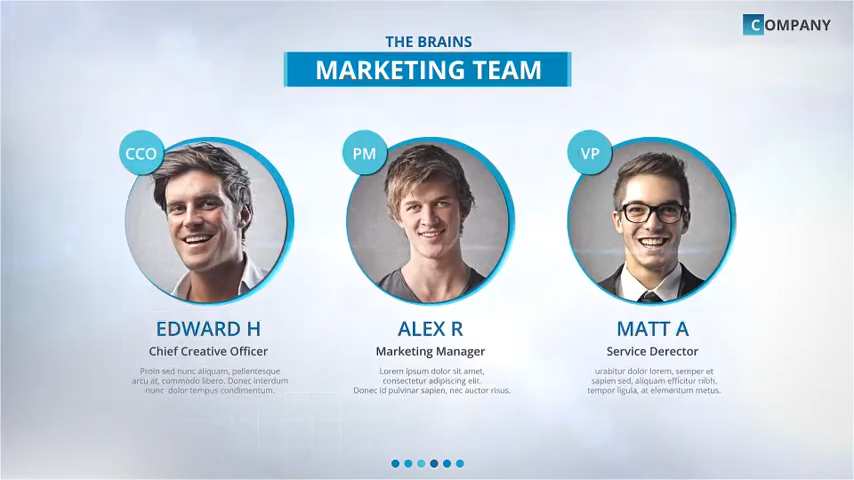 COMPANY
THE BRAINS
MARKETING TEAM
CCO
PM
VP
EDWARD H
Chief Creative Officer
Proin sed nunc aliquam, pellentesque
arcu at, commodo libero. Donec interdum
nunc dolor tempus condimentum.
ALEX R
Marketing Manager
Lorem ipsum dolor sit amet,
consectetur adipiscing elit.
Donec id pulvinar sapien, nec auctor risus.
MATT A
Service Derector
urabitur dolor lorem, semper et
sapien sed, aliquam efficitur nibh,
tempor ligula, at elementum metus.